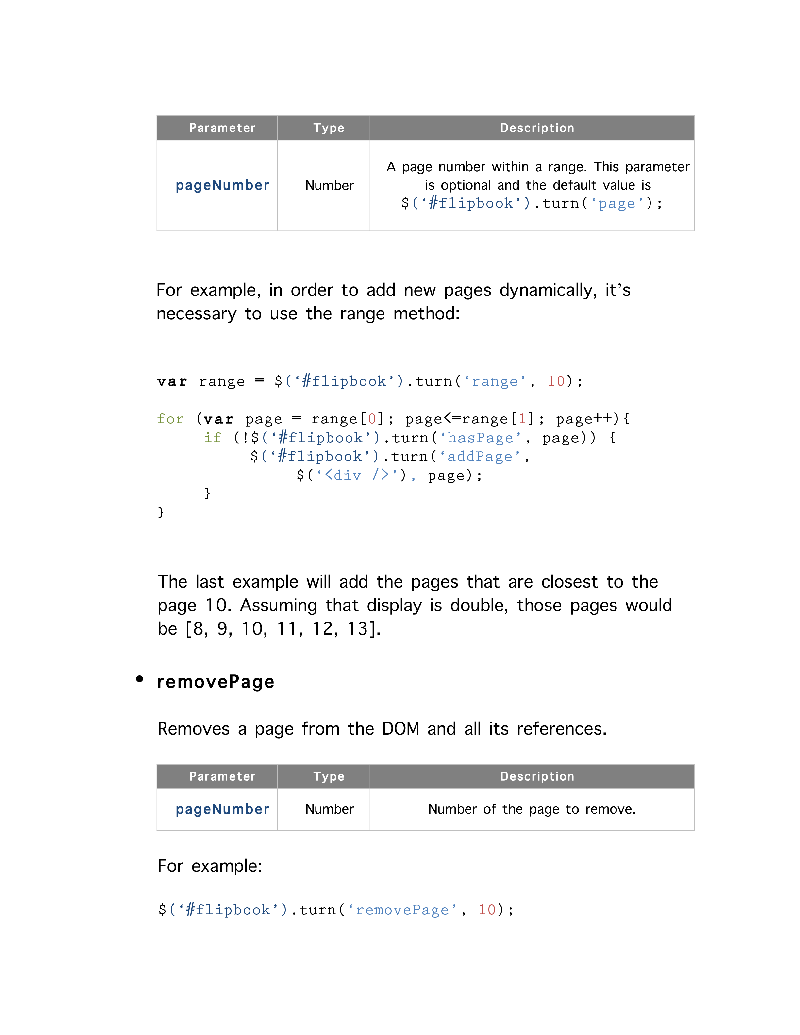 Parameter Type Description
pageNumber Number A page number within a range. This parameter
is optional and the default value is
$(‘#flipbook’).turn(‘page’);
For example, in order to add new pages dynamically, it’s
necessary to use the range method:
var range = $(‘#flipbook’).turn(‘range’, 10);
for (var page = range[0]; page<=range[1]; page++){
if (!$(‘#flipbook’).turn(‘hasPage’, page)) {
$(‘#flipbook’).turn(‘addPage’,
$(‘<div />’), page);
}
}
The last example will add the pages that are closest to the
page 10. Assuming that display is double, those pages would
be [8, 9, 10, 11, 12, 13].
• removePage
Removes a page from the DOM and all its references.
Parameter Type Description
pageNumber Number Number of the page to remove.
For example:
$(‘#flipbook’).turn(‘removePage’, 10);